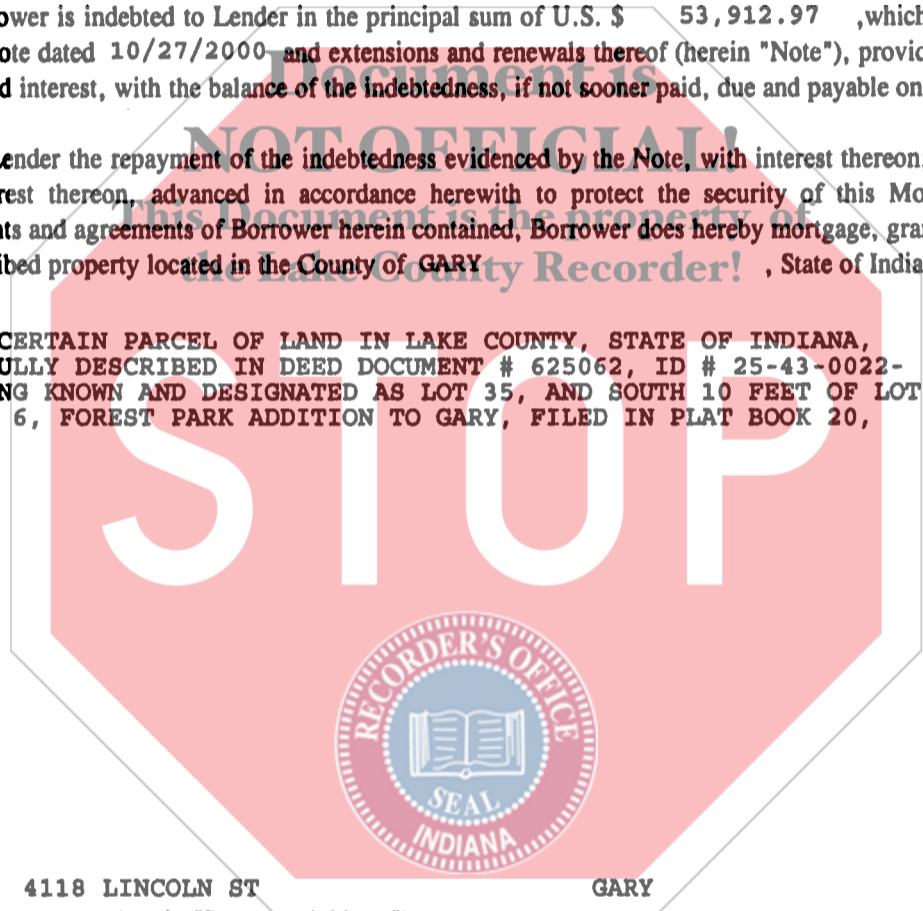 ower is indebted to Lender in the principal sum of U.S. $ 53,912.97 ,which
ote dated 10/27/2000 and extensions and renewals thereof (herein "Note"), provid
Document is
d interest, with the balance of the indebtedness, if not sooner paid, due and payable on
NOT OFFICIAL!
ender the repayment of the indebtedness evidenced by the Note, with interest thereon
rest thereon, advanced in accordance herewith to protect the security of this Mo
This Document is the property of
ts and agreements of Borrower herein contained, Borrower does hereby mortgage, gra
the Lake County Recorder!
ibed property located in the County of GARY , State of India
CERTAIN PARCEL OF LAND IN LAKE COUNTY, STATE OF INDIANA,
ULLY DESCRIBED IN DEED DOCUMENT # 625062, ID # 25-43-0022-
NG KNOWN AND DESIGNATED AS LOT 35, AND SOUTH 10 FEET OF LOT
6, FOREST PARK ADDITION TO GARY, FILED IN PLAT BOOK 20,
STOP
RECORDER'S OFFICE
SEAL
INDIANA
4118 LINCOLN ST GARY